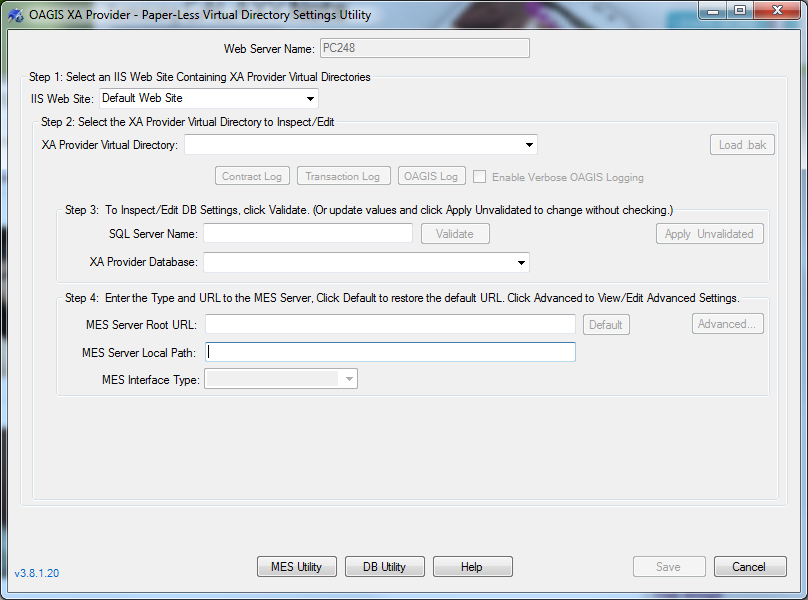 OAGIS XA Provider - Paper-Less Virtual Directory Settings Utility
Web Server Name: PC248
Step 1: Select an IIS Web Site Containing XA Provider Virtual Directories
IIS Web Site: Default Web Site
Step 2: Select the XA Provider Virtual Directory to Inspect/Edit
XA Provider Virtual Directory: Load .bak
Contract Log Transaction Log OAGIS Log Enable Verbose OAGIS Logging
Step 3: To Inspect/Edit DB Settings, click Validate. (Or update values and click Apply Unvalidated to change without checking.)
SQL Server Name: Validate Apply Unvalidated
XA Provider Database:
Step 4: Enter the Type and URL to the MES Server, Click Default to restore the default URL. Click Advanced to View/Edit Advanced Settings.
MES Server Root URL: Default Advanced...
MES Server Local Path:
MES Interface Type:
v3.8.1.20 MES Utility DB Utility Help Save Cancel